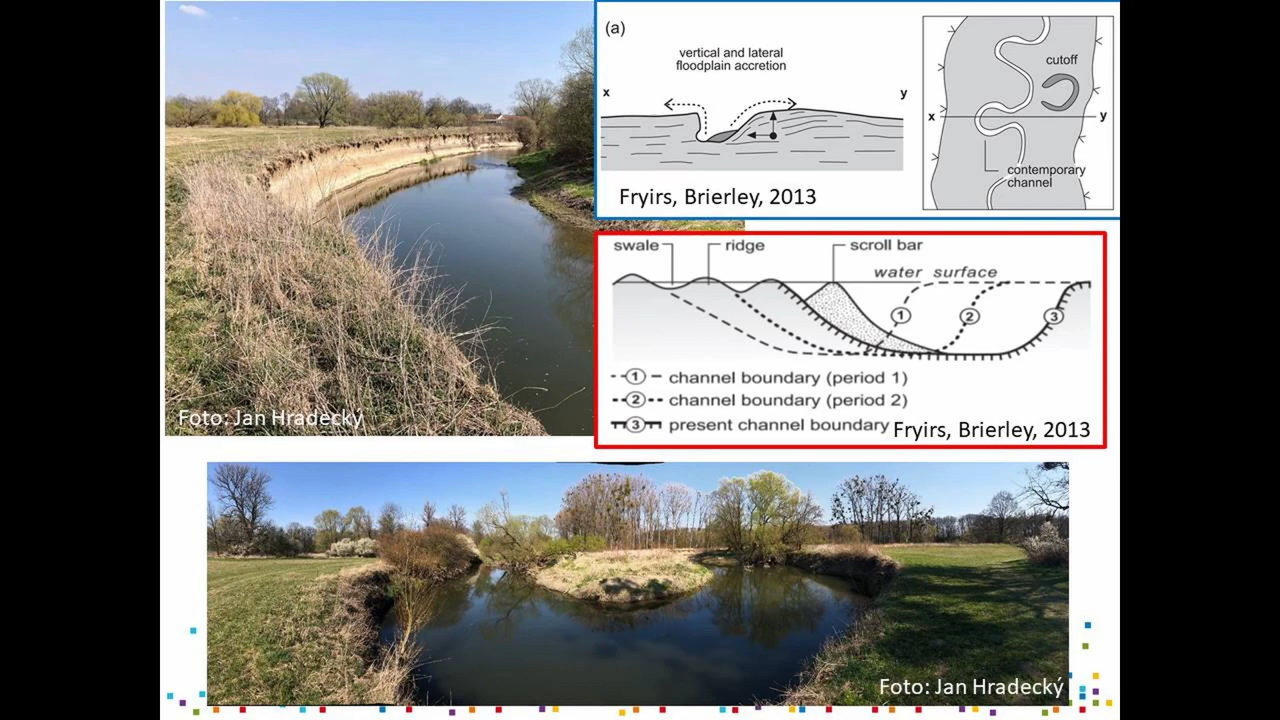 (a)
vertical and lateral
floodplain accretion
x
y
Fryirs, Brierley, 2013
cutoff
x
y
contemporary
channel
swale
ridge
scroll bar
water surface
1
2
3
1 channel boundary (period 1)
2 channel boundary (period 2)
3 present channel boundary
Fryirs, Brierley, 2013
Foto: Jan Hradecký
Foto: Jan Hradecký